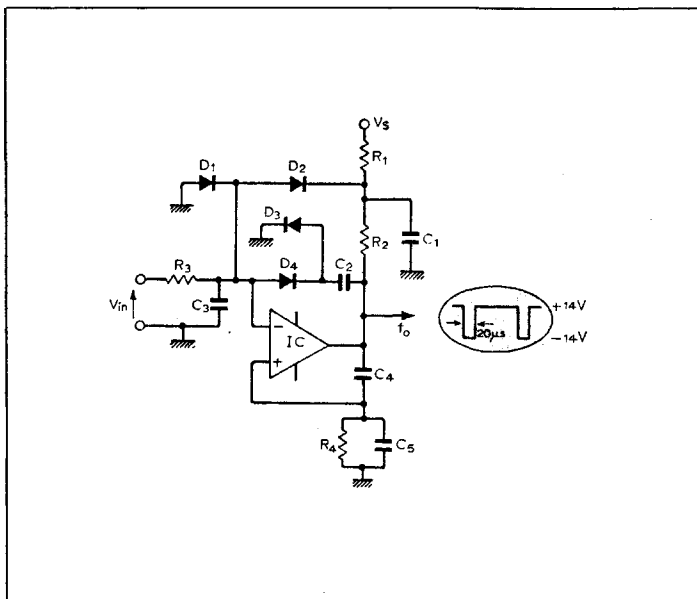 Vs
R1
D1
D2
D3
R2
C1
R3
D4
C2
Vin
C3
−
IC
+
fo
+14V
20µs
−14V
C4
R4
C5